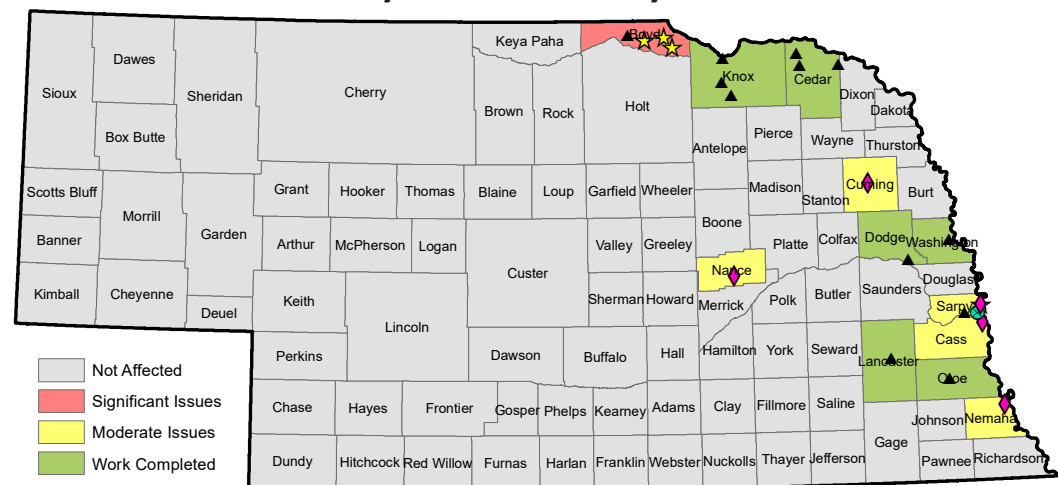 Boyd
Keya Paha
Dawes
Knox
Cedar
Sioux
Sheridan
Cherry
Dixon
Holt
Brown
Rock
Dakota
Box Butte
Pierce
Wayne
Antelope
Thurston
Scotts Bluff
Grant
Hooker
Thomas
Blaine
Loup
Garfield
Wheeler
Madison
Cuming
Stanton
Burt
Morrill
Boone
Banner
Garden
Arthur
McPherson
Logan
Valley
Greeley
Platte
Colfax
Dodge
Washington
Custer
Nance
Douglas
Kimball
Cheyenne
Keith
Sherman
Howard
Merrick
Polk
Butler
Saunders
Sarpy
Deuel
Lincoln
Cass
Perkins
Dawson
Buffalo
Hall
Hamilton
York
Seward
Lancaster
Otoe
Not Affected
Significant Issues
Moderate Issues
Work Completed
Chase
Hayes
Frontier
Gosper
Phelps
Kearney
Adams
Clay
Fillmore
Saline
Johnson
Nemaha
Gage
Dundy
Hitchcock
Red Willow
Furnas
Harlan
Franklin
Webster
Nuckolls
Thayer
Jefferson
Pawnee
Richardson